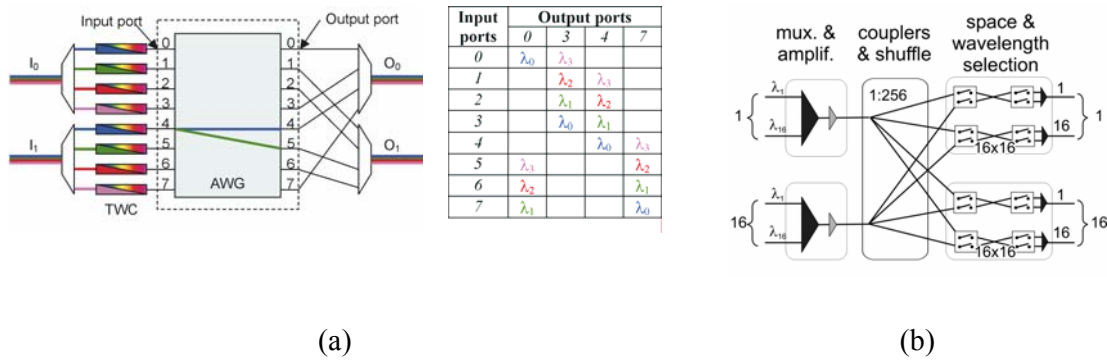 Input port
Output port
I₀
I₁
0
1
2
3
4
5
6
7
0
1
2
3
4
5
6
7
O₀
O₁
AWG
TWC
Input ports Output ports
0 3 4 7
0 λ₀ λ₃
1 λ₂ λ₃
2 λ₁ λ₂
3 λ₀ λ₁
4 λ₀ λ₃
5 λ₃ λ₂
6 λ₂ λ₁
7 λ₁ λ₀
mux. &
amplif.
couplers
& shuffle
space &
wavelength
selection
1:256
λ₁
1
λ₁₆
1
16
1
16x16
λ₁
16
λ₁₆
1
16
16
16x16
(a)
(b)